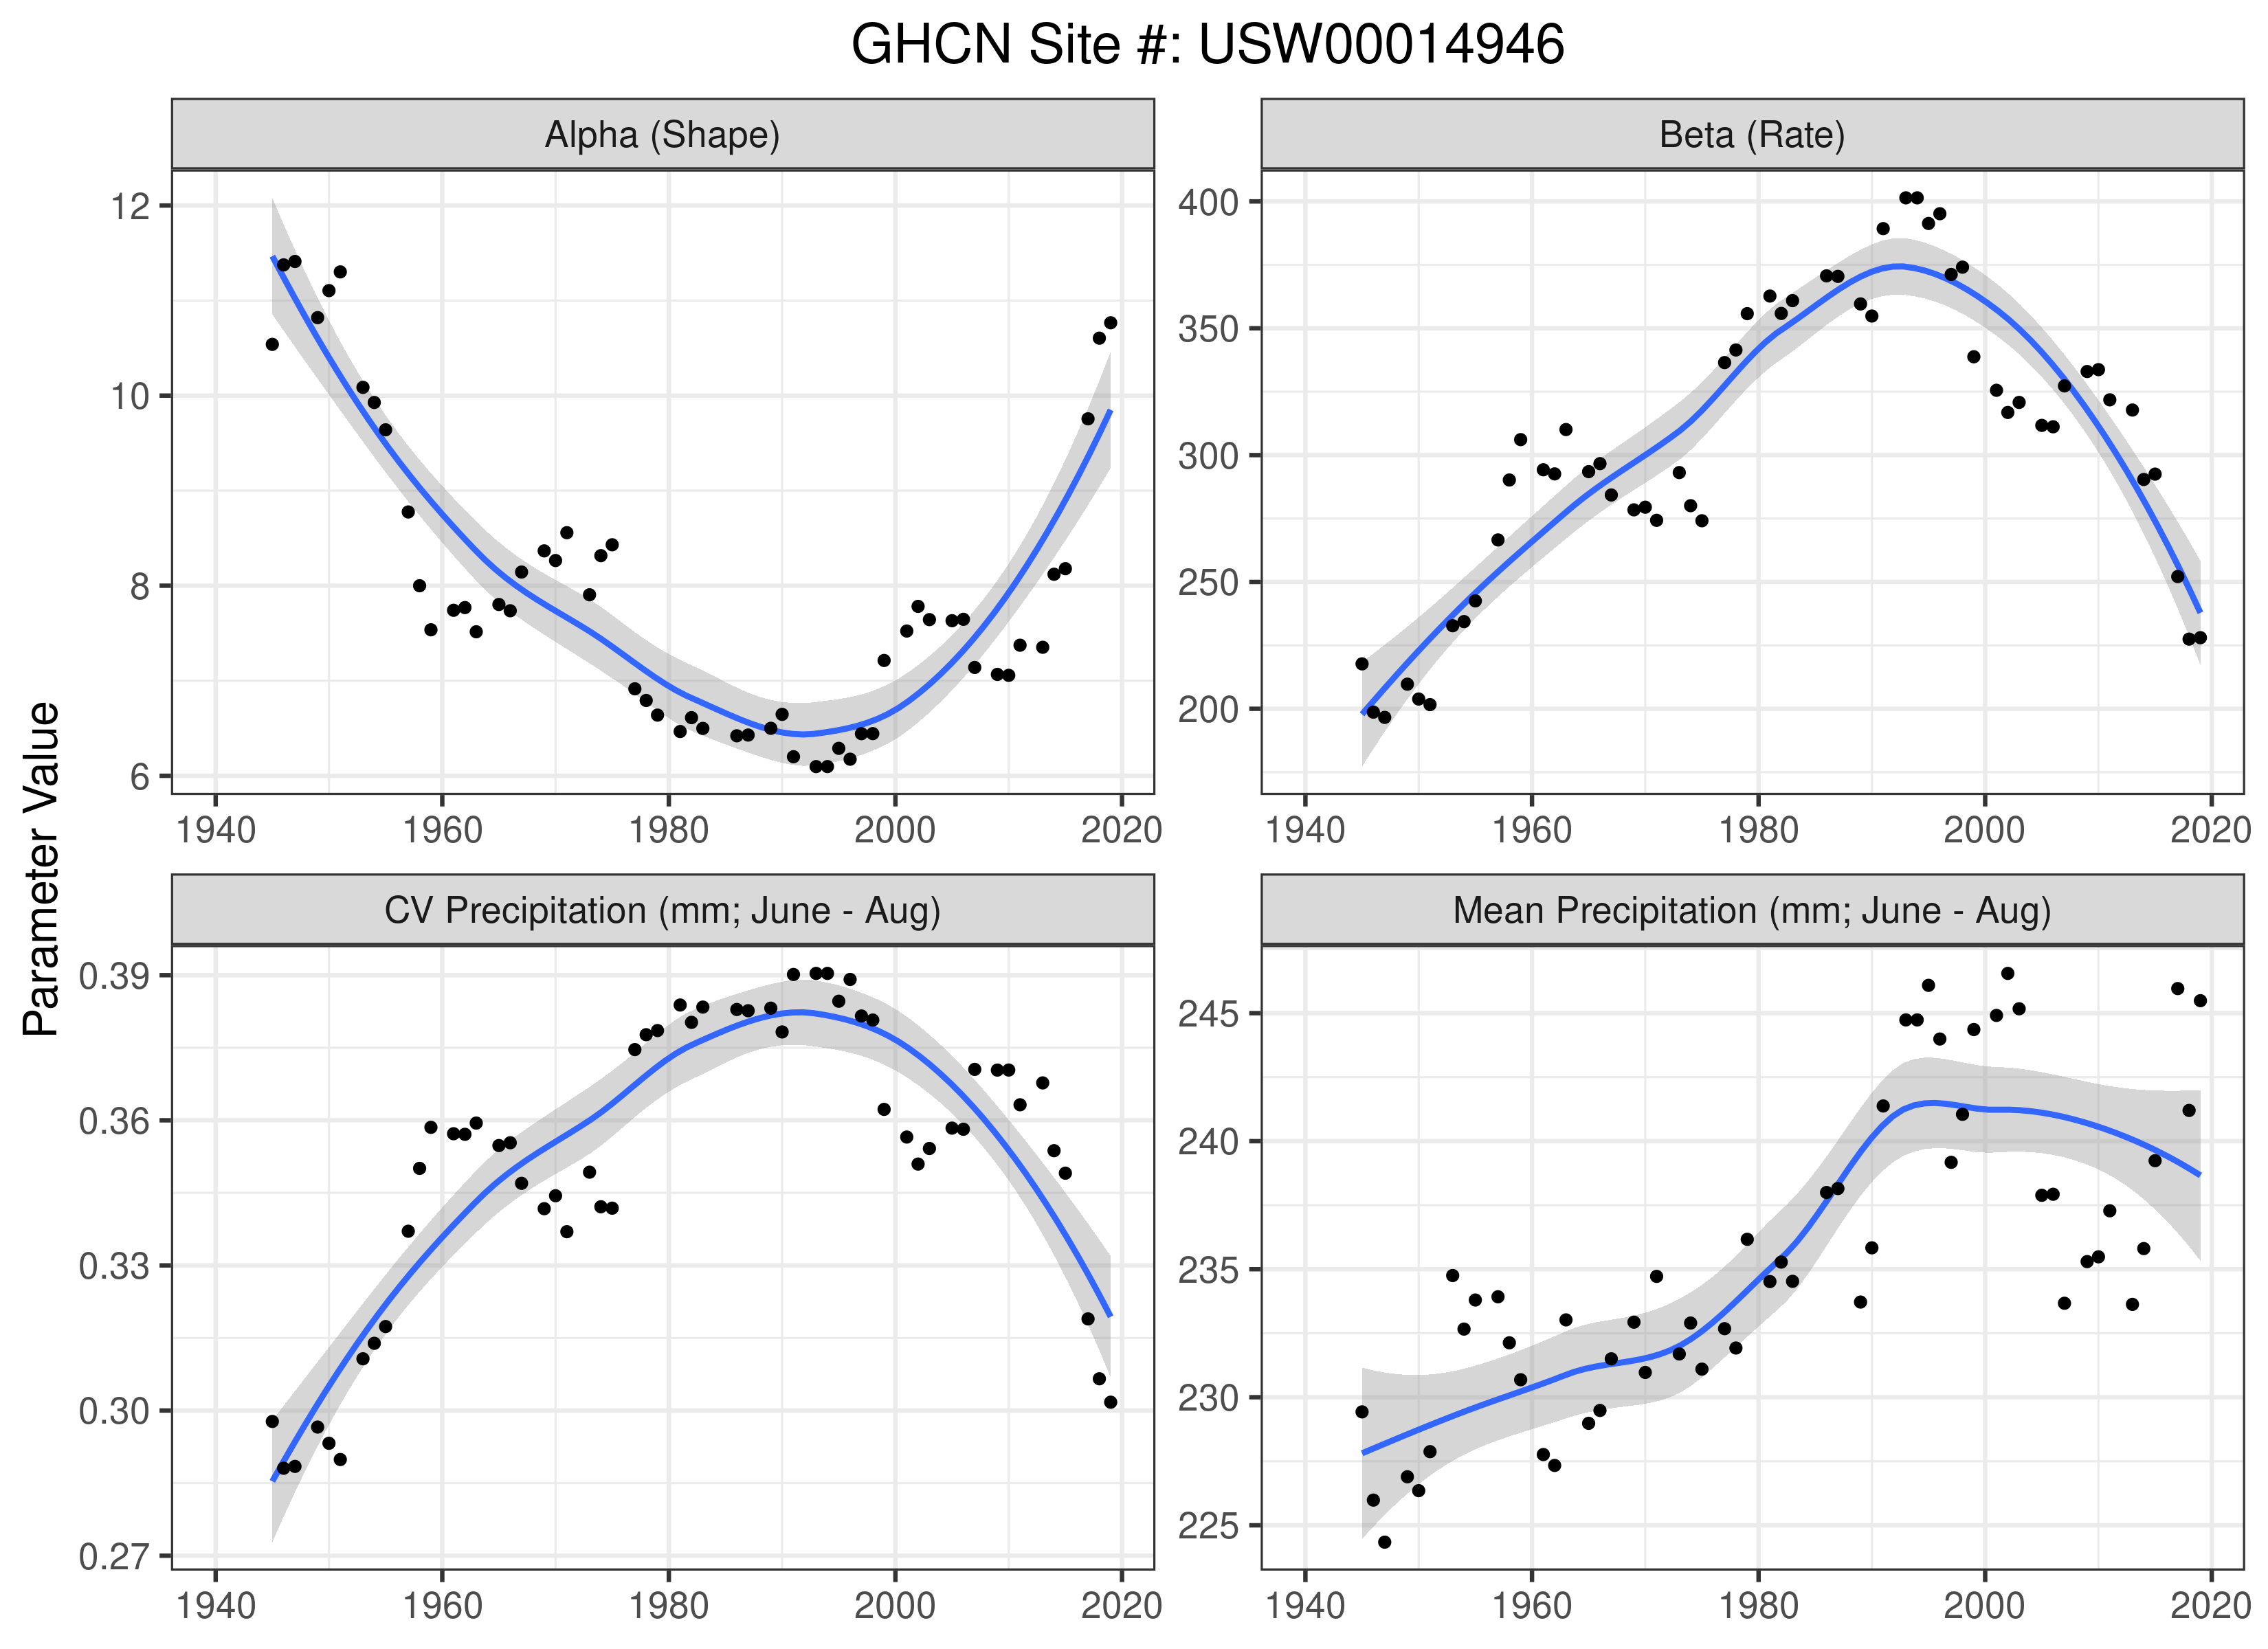 GHCN Site #: USW00014946
Alpha (Shape)
Beta (Rate)
12
10
8
6
400
350
300
250
200
1940 1960 1980 2000 2020
1940 1960 1980 2000 2020
Parameter Value
CV Precipitation (mm; June - Aug)
Mean Precipitation (mm; June - Aug)
0.39
0.36
0.33
0.30
0.27
245
240
235
230
225
1940 1960 1980 2000 2020
1940 1960 1980 2000 2020